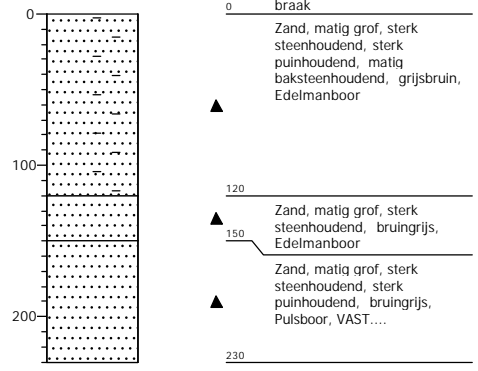 0
0
braak
Zand, matig grof, sterk
steenhoudend, sterk
puinhoudend, matig
baksteenhoudend, grijsbruin,
Edelmanboor
100
120
Zand, matig grof, sterk
steenhoudend, bruingrijs,
Edelmanboor
150
Zand, matig grof, sterk
steenhoudend, sterk
puinhoudend, bruingrijs,
Pulsboor, VAST....
200
230